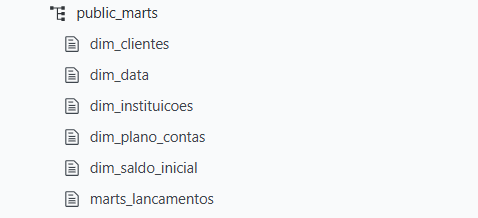 public_marts
dim_clientes
dim_data
dim_instituicoes
dim_plano_contas
dim_saldo_inicial
marts_lancamentos